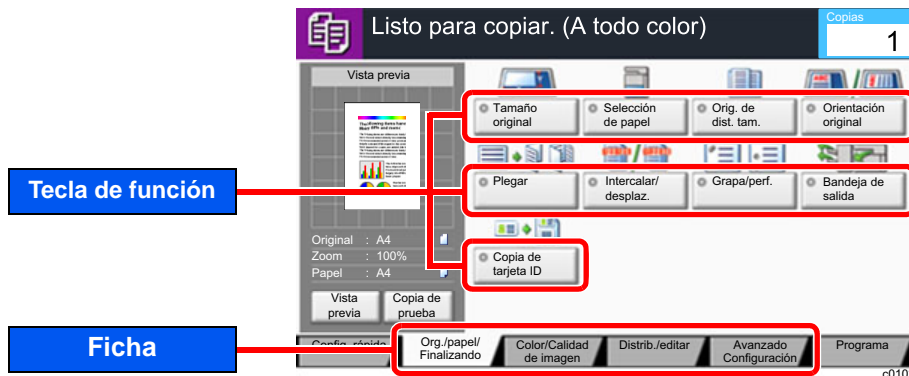 Listo para copiar. (A todo color)
Copias
1
Vista previa
Tamaño
original
Selección
de papel
Orig. de
dist. tam.
Orientación
original
Tecla de función
Plegar
Intercalar/
desplaz.
Grapa/perf.
Bandeja de
salida
Original : A4
Zoom : 100%
Papel : A4
Copia de
tarjeta ID
Vista
previa
Copia de
prueba
Ficha
Config. rápida
Org./papel/
Finalizando
Color/Calidad
de imagen
Distrib./editar
Avanzado
Configuración
Programa
c010